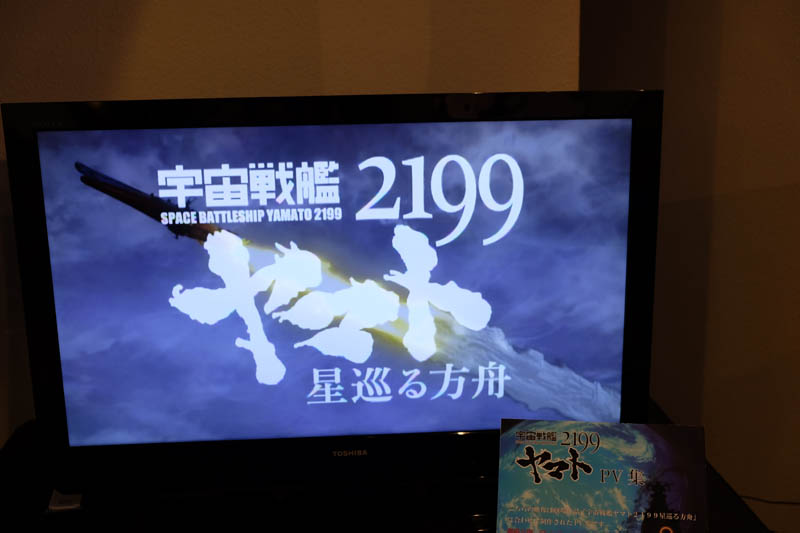 宇宙戦艦 2199
SPACE BATTLESHIP YAMATO 2199
ヤマト
星巡る方舟
TOSHIBA
宇宙戦艦 2199
ヤマト PV集